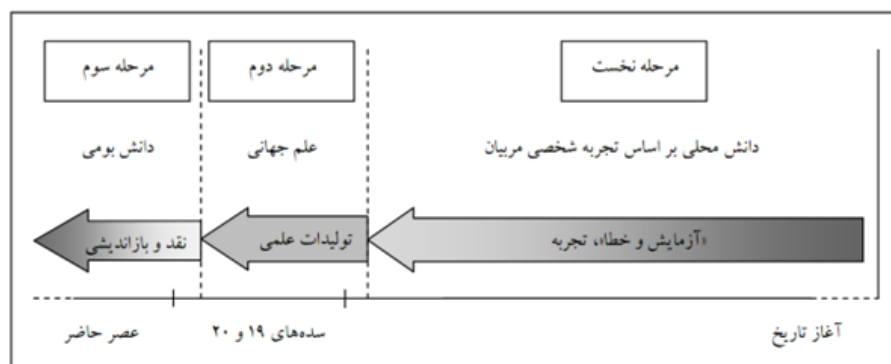 مرحله نخست
مرحله دوم
مرحله سوم
دانش محلی بر اساس تجربه شخصی مربیان
علم جهانی
دانش بومی
«آزمایش و خطا»، تجربه
تولیدات علمی
نقد و بازاندیشی
آغاز تاریخ
سده‌های ۱۹ و ۲۰
عصر حاضر